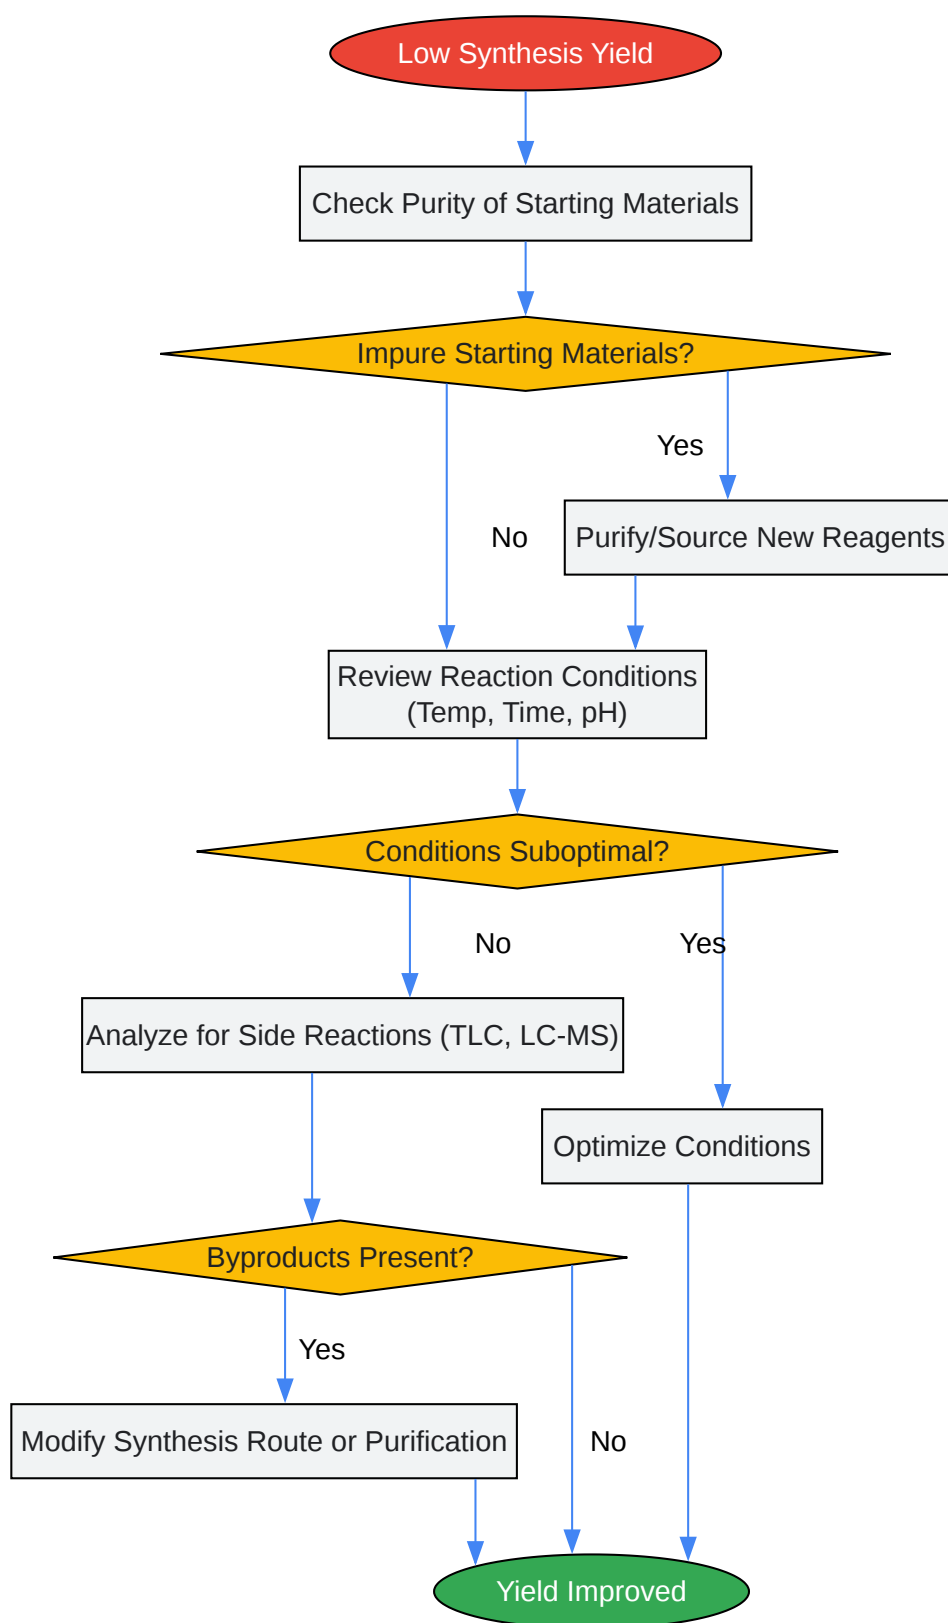 Low Synthesis Yield
Check Purity of Starting Materials
Impure Starting Materials?
Yes
No
Purify/Source New Reagents
Review Reaction Conditions
(Temp, Time, pH)
Conditions Suboptimal?
No
Yes
Analyze for Side Reactions (TLC, LC-MS)
Optimize Conditions
Byproducts Present?
Yes
Modify Synthesis Route or Purification
No
Yield Improved